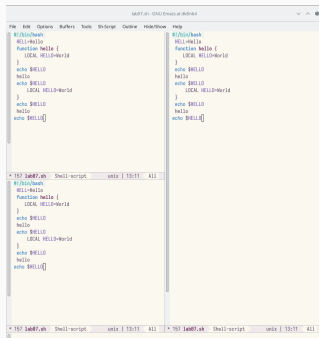 lab07.sh - GNU Emacs at dk0nk4l
File Edit Options Buffers Tools Sh-Script Outline Hide/Show Help
#!/bin/bash
HELL=Hello
function hello {
LOCAL HELLO=World
}
echo $HELLO
hello
echo $HELLO
LOCAL HELLO=World
}
echo $HELLO
hello
echo $HELLO
* 157 lab07.sh Shell-script unix | 13:11 All
#!/bin/bash
HELL=Hello
function hello {
LOCAL HELLO=World
}
echo $HELLO
hello
echo $HELLO
LOCAL HELLO=World
}
echo $HELLO
hello
echo $HELLO
* 157 lab07.sh Shell-script unix | 13:11 All
#!/bin/bash
HELL=Hello
function hello {
LOCAL HELLO=World
}
echo $HELLO
hello
echo $HELLO
LOCAL HELLO=World
}
echo $HELLO
hello
echo $HELLO
* 157 lab07.sh Shell-script unix | 13:11 All